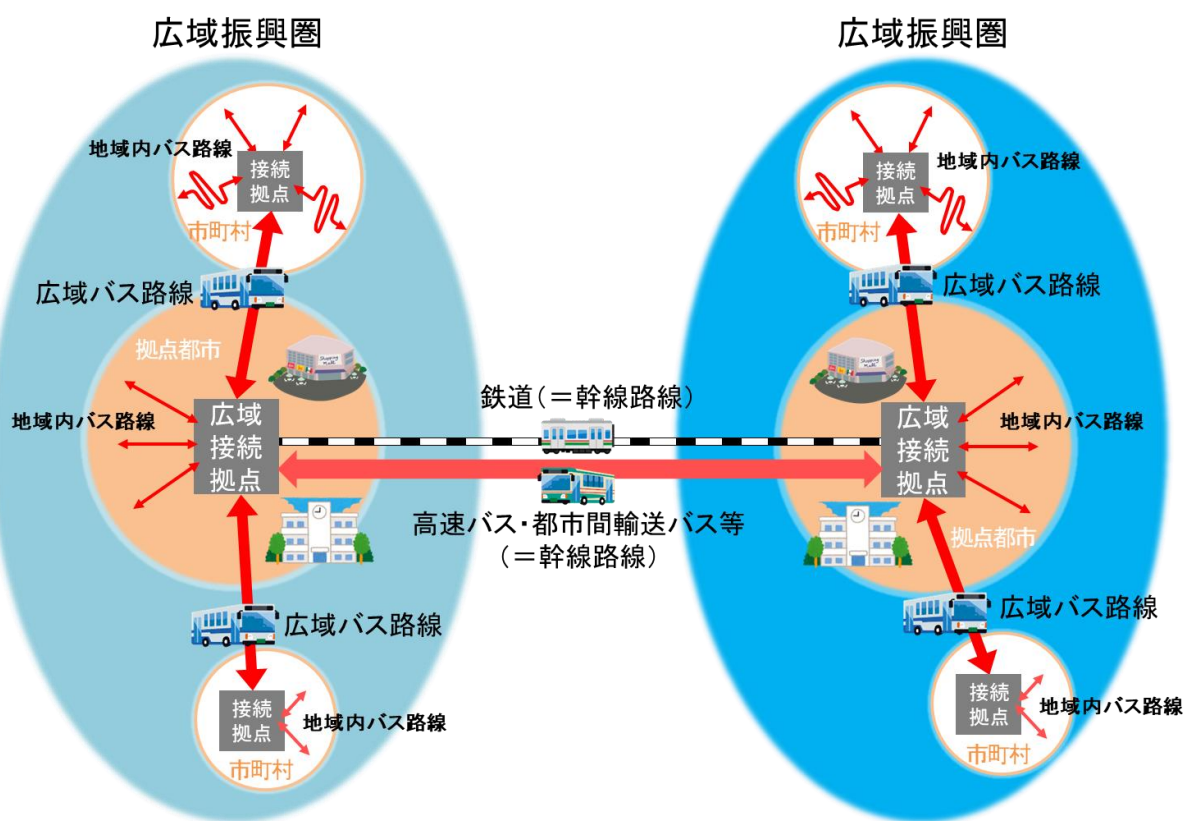 広域振興圏
広域振興圏
地域内バス路線
接続
拠点
市町村
広域バス路線
拠点都市
Shopping
Mall
地域内バス路線
広域
接続
拠点
広域バス路線
接続
拠点
地域内バス路線
市町村
鉄道(＝幹線路線)
高速バス・都市間輸送バス等
(＝幹線路線)
接続
拠点
地域内バス路線
市町村
広域バス路線
Shopping
Mall
広域
接続
拠点
地域内バス路線
拠点都市
広域バス路線
接続
拠点
地域内バス路線
市町村